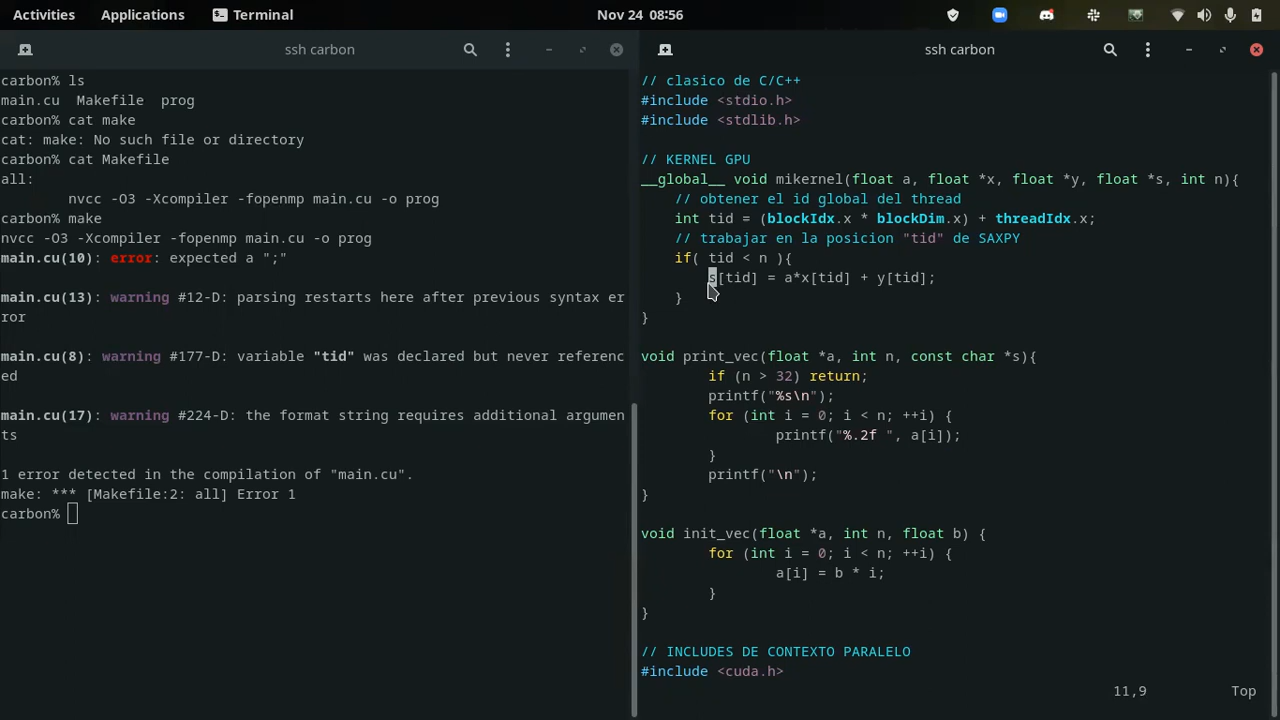 Activities Applications Terminal Nov 24 08:56
ssh carbon
carbon% ls
main.cu Makefile prog
carbon% cat make
cat: make: No such file or directory
carbon% cat Makefile
all:
nvcc -O3 -Xcompiler -fopenmp main.cu -o prog
carbon% make
nvcc -O3 -Xcompiler -fopenmp main.cu -o prog
main.cu(10): error: expected a ";"
main.cu(13): warning #12-D: parsing restarts here after previous syntax er
ror
main.cu(8): warning #177-D: variable "tid" was declared but never referenc
ed
main.cu(17): warning #224-D: the format string requires additional argumen
ts
1 error detected in the compilation of "main.cu".
make: *** [Makefile:2: all] Error 1
carbon%
ssh carbon
// clasico de C/C++
#include <stdio.h>
#include <stdlib.h>
// KERNEL GPU
__global__ void mikernel(float a, float *x, float *y, float *s, int n){
// obtener el id global del thread
int tid = (blockIdx.x * blockDim.x) + threadIdx.x;
// trabajar en la posicion "tid" de SAXPY
if( tid < n ){
s[tid] = a*x[tid] + y[tid];
}
}
void print_vec(float *a, int n, const char *s){
if (n > 32) return;
printf("%s\n");
for (int i = 0; i < n; ++i) {
printf("%.2f ", a[i]);
}
printf("\n");
}
void init_vec(float *a, int n, float b) {
for (int i = 0; i < n; ++i) {
a[i] = b * i;
}
}
// INCLUDES DE CONTEXTO PARALELO
#include <cuda.h>
11,9 Top